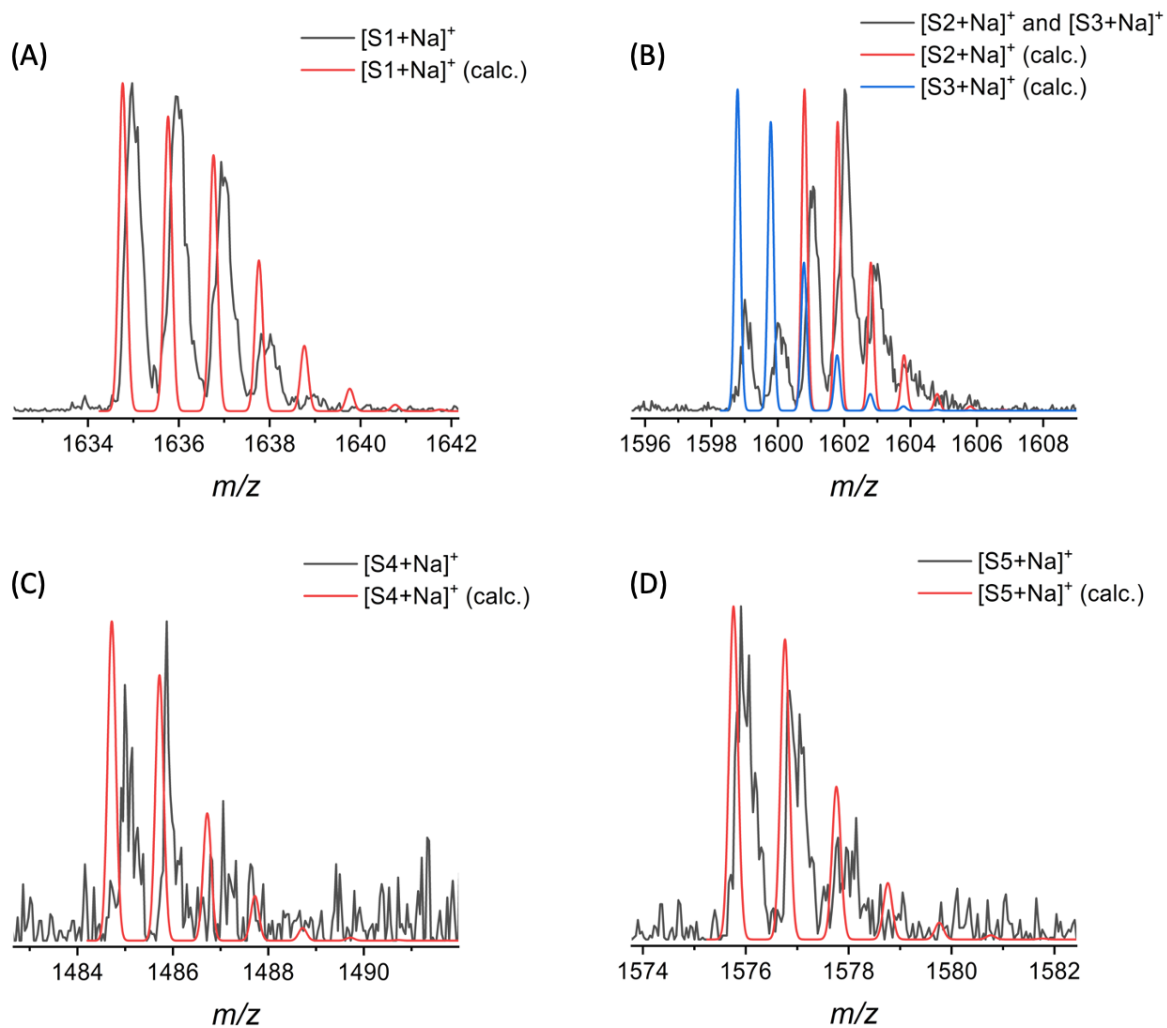 (A)
[S1+Na]+
[S1+Na]+ (calc.)
1634 1636 1638 1640 1642
m/z
(B)
[S2+Na]+ and [S3+Na]+
[S2+Na]+ (calc.)
[S3+Na]+ (calc.)
1596 1598 1600 1602 1604 1606 1608
m/z
(C)
[S4+Na]+
[S4+Na]+ (calc.)
1484 1486 1488 1490
m/z
(D)
[S5+Na]+
[S5+Na]+ (calc.)
1574 1576 1578 1580 1582
m/z